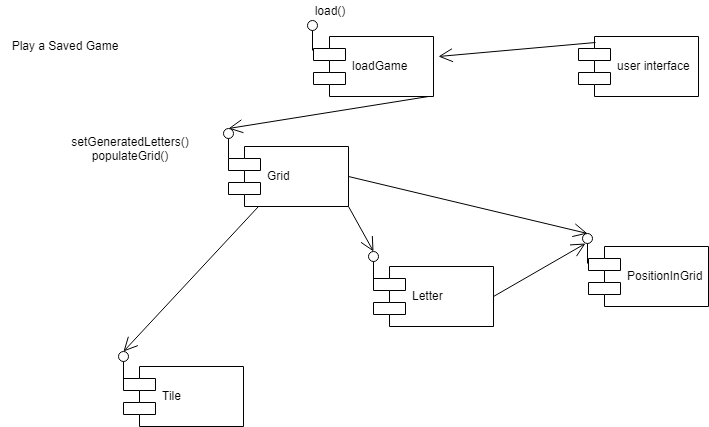 load()
Play a Saved Game
loadGame
user interface
setGeneratedLetters()
populateGrid()
Grid
PositionInGrid
Letter
Tile